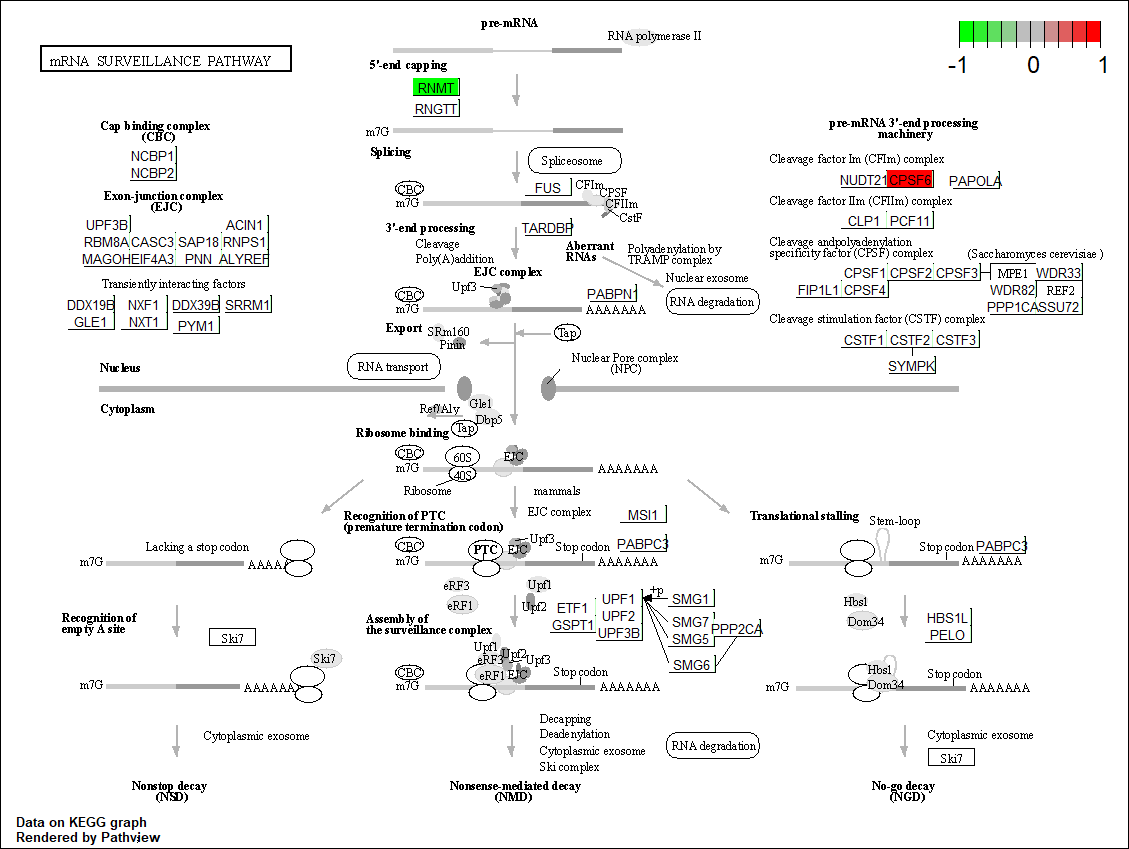 pre-mRNA
RNA polymerase II
mRNA SURVEILLANCE PATHWAY
-1 0 1
5'-end capping
RNMT
RNGTT
m7G
Cap binding complex
(CBC)
NCBP1
NCBP2
pre-mRNA 3'-end processing
machinery
Splicing
Spliceosome
Cleavage factor Im (CFIm) complex
NUDT21 CPSF6 PAPOLA
CBC
m7G
FUS
CFIm
CPSF
CFIIm
CstF
Exon-junction complex
(EJC)
UPF3B ACIN1
RBM8A CASC3 SAP18 RNPS1
MAGOH EIF4A3 PNN ALYREF
Cleavage factor IIm (CFIIm) complex
CLP1 PCF11
3'-end processing
TARDBP
Cleavage
Poly(A)addition
Aberrant
RNAs
Polyadenylation by
TRAMP complex
Nuclear exosome
RNA degradation
Cleavage andpolyadenylation
specificity factor (CPSF) complex
(Saccharomyces cerevisiae )
CPSF1 CPSF2 CPSF3 MPE1 WDR33
FIP1L1 CPSF4 WDR82 REF2
PPP1CA SSU72
EJC complex
Upf3
CBC
m7G
PABPN1
AAAAAAA
Transiently interacting factors
DDX19B NXF1 DDX39B SRRM1
GLE1 NXT1 PYM1
Cleavage stimulation factor (CSTF) complex
CSTF1 CSTF2 CSTF3
SYMPK
Export
SRm160
Pinin
Tap
RNA transport
Nuclear Pore complex
(NPC)
Nucleus
Cytoplasm
Ref/Aly
Gle1
Dbp5
Tap
Ribosome binding
CBC
m7G
60S
40S
EJC
AAAAAAA
Ribosome
mammals
EJC complex
Recognition of PTC
(premature termination codon)
MSI1
Translational stalling
Stem-loop
Lacking a stop codon
m7G
AAAAA
CBC
m7G
PTC
EJC
Upf3
Stop codon
PABPC3
AAAAAAA
m7G
Stop codon
PABPC3
AAAAAAA
eRF3
eRF1
Upf1
Upf2
ETF1
GSPT1
UPF1
UPF2
UPF3B
+p
SMG1
SMG7
SMG5
SMG6
PPP2CA
Hbs1
Dom34
HBS1L
PELO
Recognition of
empty A site
Ski7
Assembly of
the surveillance complex
Ski7
m7G
AAAAAAA
Upf1
Upf2
eRF3
Upf3
eRF1
EJC
CBC
m7G
Stop codon
AAAAAAA
Hbs1
Dom34
m7G
Stop codon
AAAAAAA
Cytoplasmic exosome
Decapping
Deadenylation
Cytoplasmic exosome
Ski complex
RNA degradation
Cytoplasmic exosome
Ski7
Nonstop decay
(NSD)
Nonsense-mediated decay
(NMD)
No-go decay
(NGD)
Data on KEGG graph
Rendered by Pathview